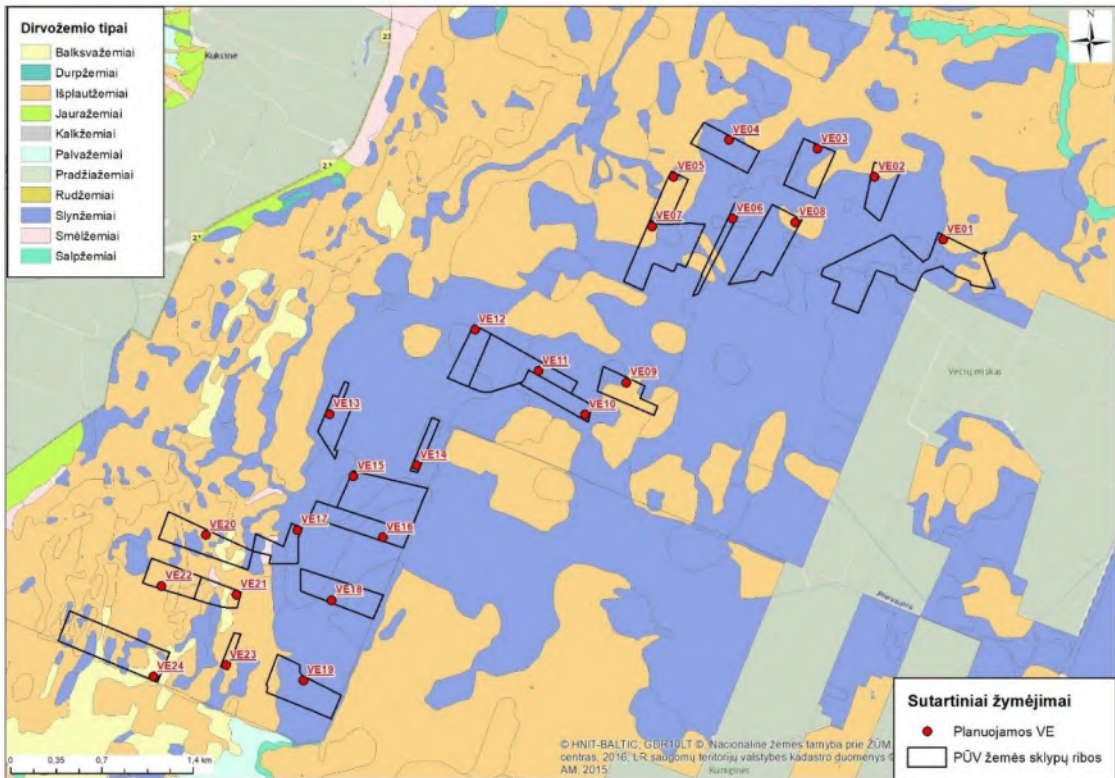 Dirvožemio tipai
Balksvažemiai
Durpžemiai
Išplautžemiai
Jauražemiai
Kalkžemiai
Palvažemiai
Pradžiažemiai
Rudžemiai
Slynžemiai
Smėlžemiai
Salpžemiai
Kuksinė
N
VE04
VE03
VE05
VE02
VE06
VE07
VE08
VE01
VE12
VE11
VE09
VE10
VE13
VE14
VE15
VE16
VE17
VE20
VE22
VE21
VE18
VE23
VE24
VE19
0 0,35 0,7 1,4 km
Sutartiniai žymėjimai
Planuojamos VE
PŪV žemės sklypų ribos
© HNIT-BALTIC, GDR10LT ©, Nacionalinė žemės tarnyba prie ŽŪM
centras, 2016, LR saugomų teritorijų valstybės kadastro duomenys ©
AM, 2015